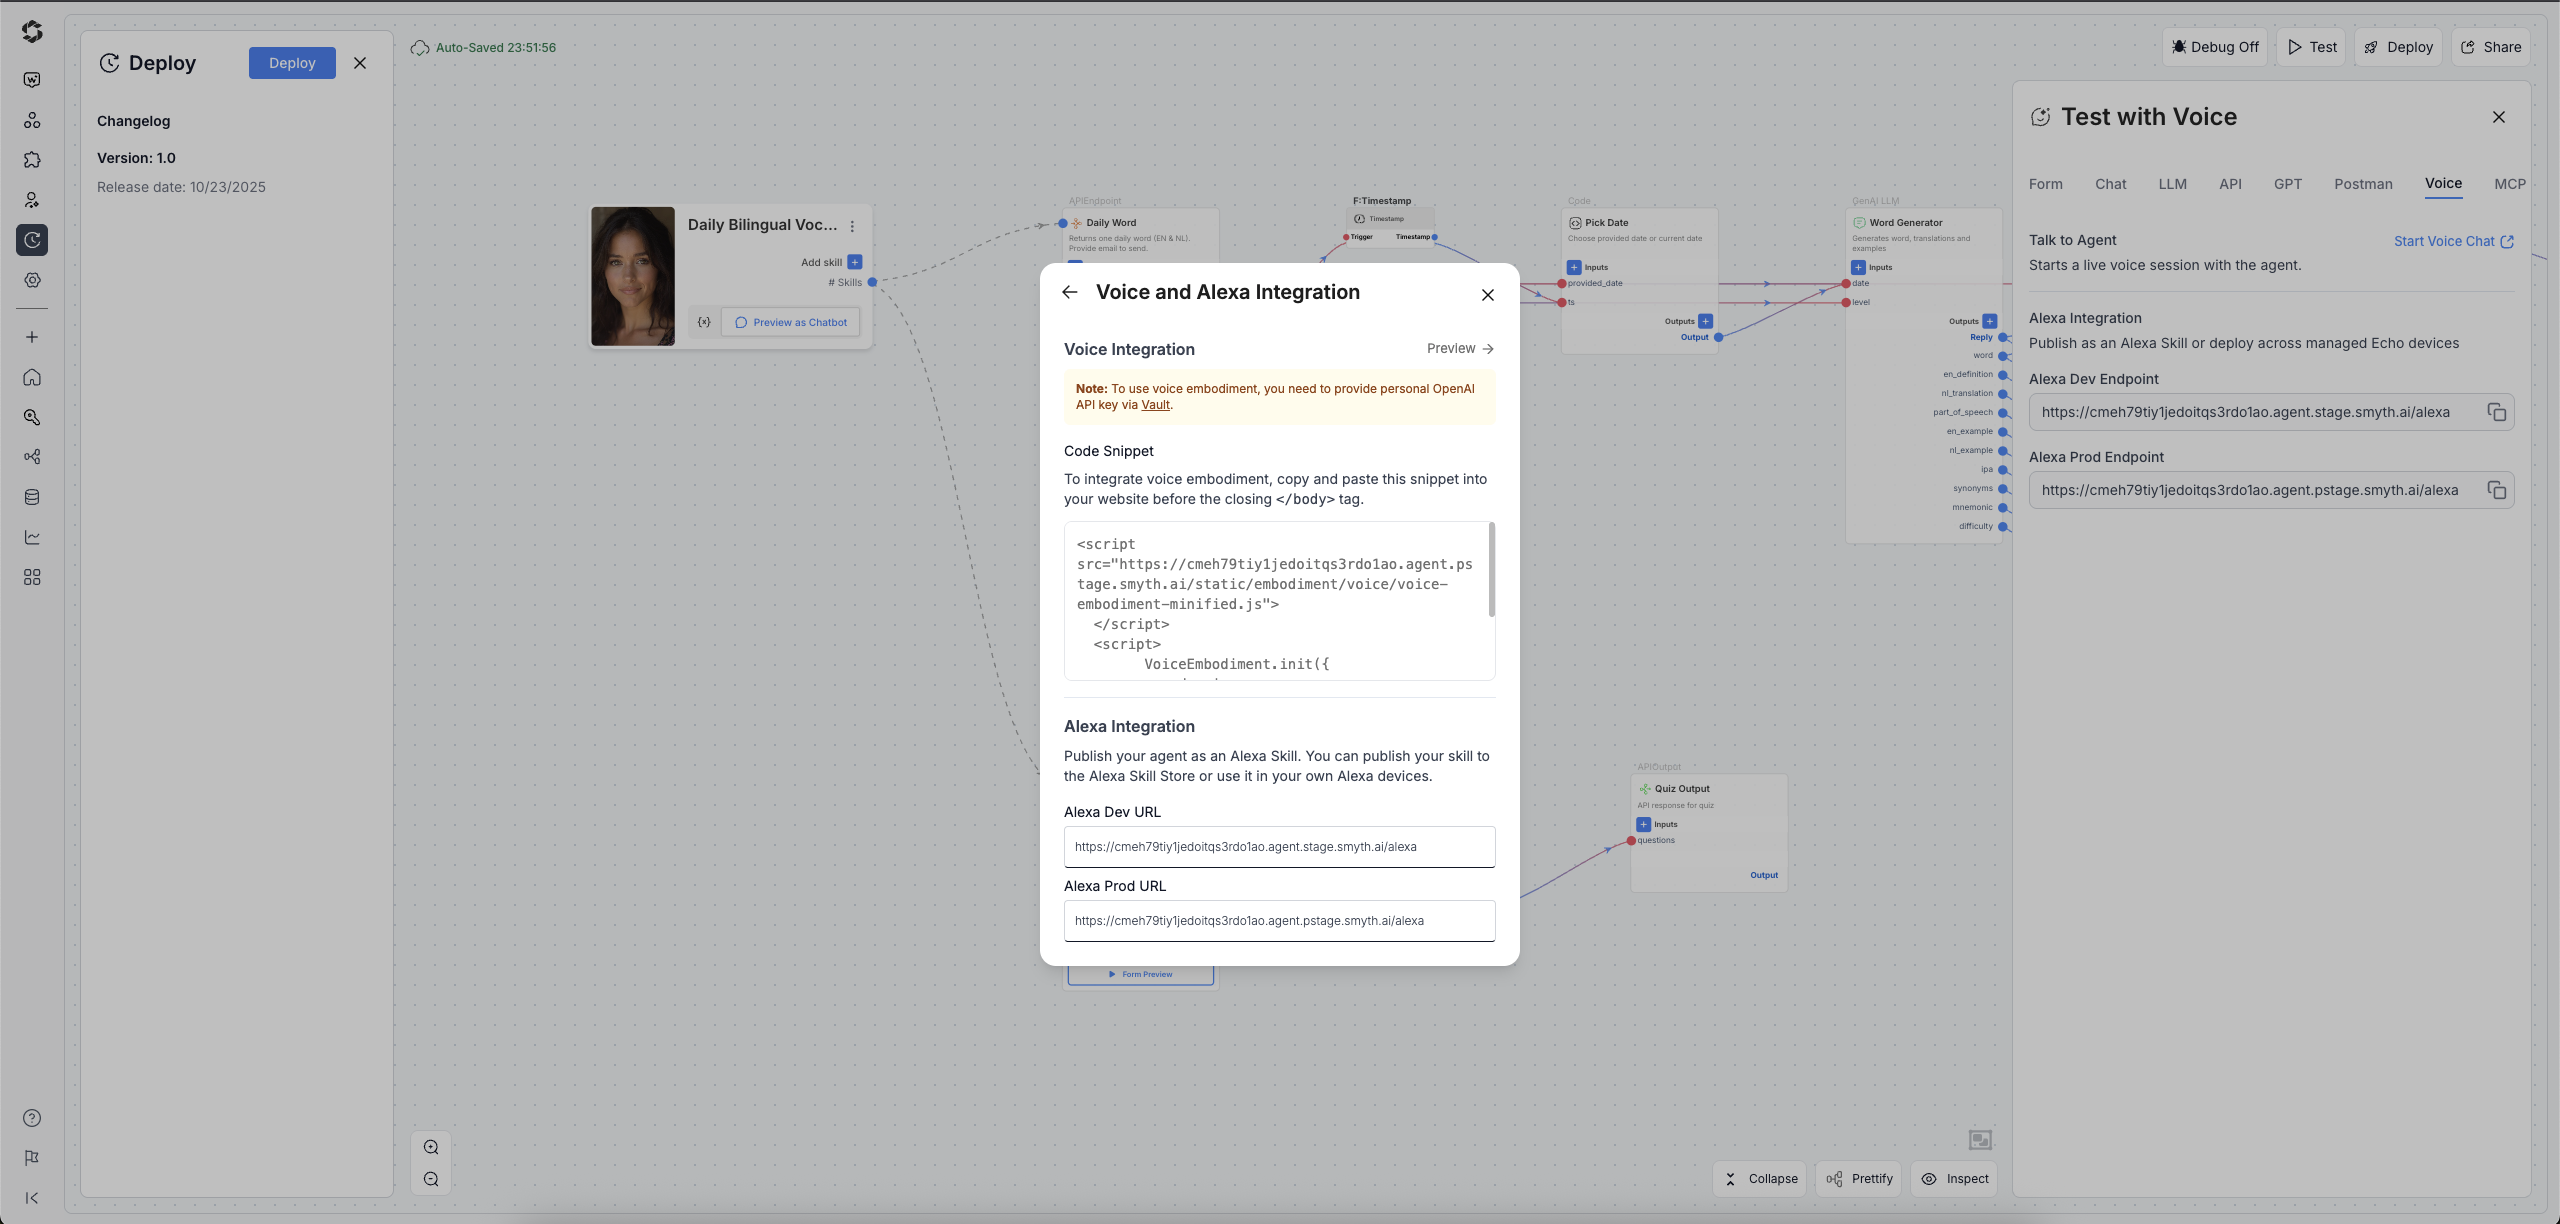 Deploy
Deploy
Changelog
Version: 1.0
Release date: 10/23/2025
Auto-Saved 23:51:56
Debug Off
Test
Deploy
Share
Daily Bilingual Voc...
Add skill
# Skills
{x}
Preview as Chatbot
APIEndpoint
Daily Word
Returns one daily word (EN & NL).
Provide email to send.
F:Timestamp
Timestamp
Trigger
Timestamp
Code
Pick Date
Choose provided date or current date
Inputs
provided_date
ts
Outputs
Output
GenAI LLM
Word Generator
Generates word, translations and
examples
Inputs
date
level
Outputs
Reply
word
en_definition
nl_translation
part_of_speech
en_example
nl_example
ipa
synonyms
mnemonic
difficulty
Voice and Alexa Integration
Voice Integration
Preview
Note: To use voice embodiment, you need to provide personal OpenAI
API key via Vault.
Code Snippet
To integrate voice embodiment, copy and paste this snippet into
your website before the closing </body> tag.
<script
src="https://cmeh79tiy1jedoitqs3rdo1ao.agent.ps
tage.smyth.ai/static/embodiment/voice/voice-
embodiment-minified.js">
</script>
<script>
VoiceEmbodiment.init({
Alexa Integration
Publish your agent as an Alexa Skill. You can publish your skill to
the Alexa Skill Store or use it in your own Alexa devices.
Alexa Dev URL
https://cmeh79tiy1jedoitqs3rdo1ao.agent.stage.smyth.ai/alexa
Alexa Prod URL
https://cmeh79tiy1jedoitqs3rdo1ao.agent.pstage.smyth.ai/alexa
Form Preview
APIOutput
Quiz Output
API response for quiz
Inputs
questions
Output
Test with Voice
Form
Chat
LLM
API
GPT
Postman
Voice
MCP
Talk to Agent
Start Voice Chat
Starts a live voice session with the agent.
Alexa Integration
Publish as an Alexa Skill or deploy across managed Echo devices
Alexa Dev Endpoint
https://cmeh79tiy1jedoitqs3rdo1ao.agent.stage.smyth.ai/alexa
Alexa Prod Endpoint
https://cmeh79tiy1jedoitqs3rdo1ao.agent.pstage.smyth.ai/alexa
Collapse
Prettify
Inspect